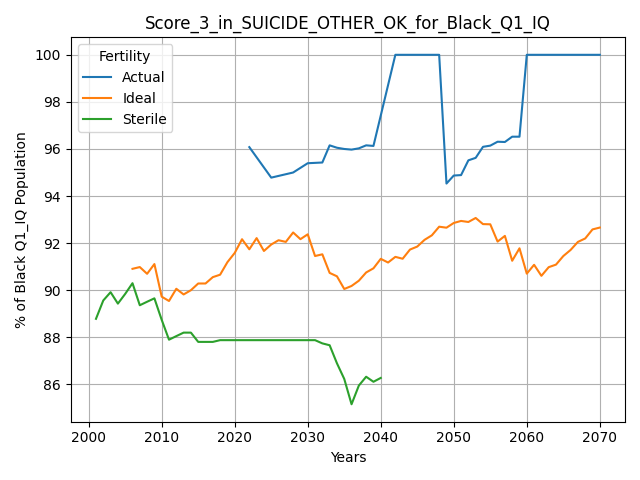 Score_3_in_SUICIDE_OTHER_OK_for_Black_Q1_IQ
Fertility
Actual
Ideal
Sterile
% of Black Q1_IQ Population
100
98
96
94
92
90
88
86
2000 2010 2020 2030 2040 2050 2060 2070
Years